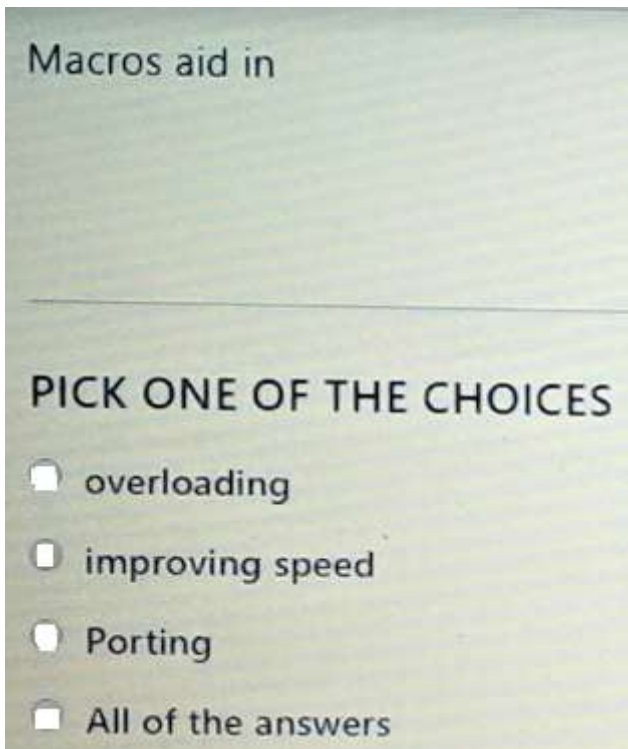 Macros aid in
PICK ONE OF THE CHOICES
overloading
improving speed
Porting
All of the answers